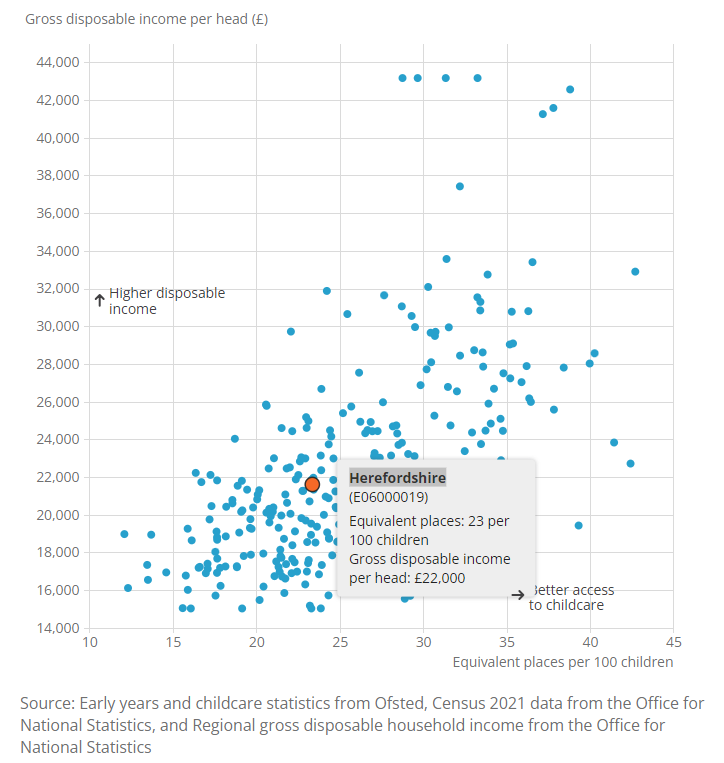 Gross disposable income per head (£)
44,000
42,000
40,000
38,000
36,000
34,000
32,000
↑ Higher disposable
income
30,000
28,000
26,000
24,000
22,000
20,000
18,000
16,000
14,000
Herefordshire
(E06000019)
Equivalent places: 23 per
100 children
Gross disposable income
per head: £22,000
→ Better access
to childcare
10 15 20 25 30 35 40 45
Equivalent places per 100 children
Source: Early years and childcare statistics from Ofsted, Census 2021 data from the Office for
National Statistics, and Regional gross disposable household income from the Office for
National Statistics